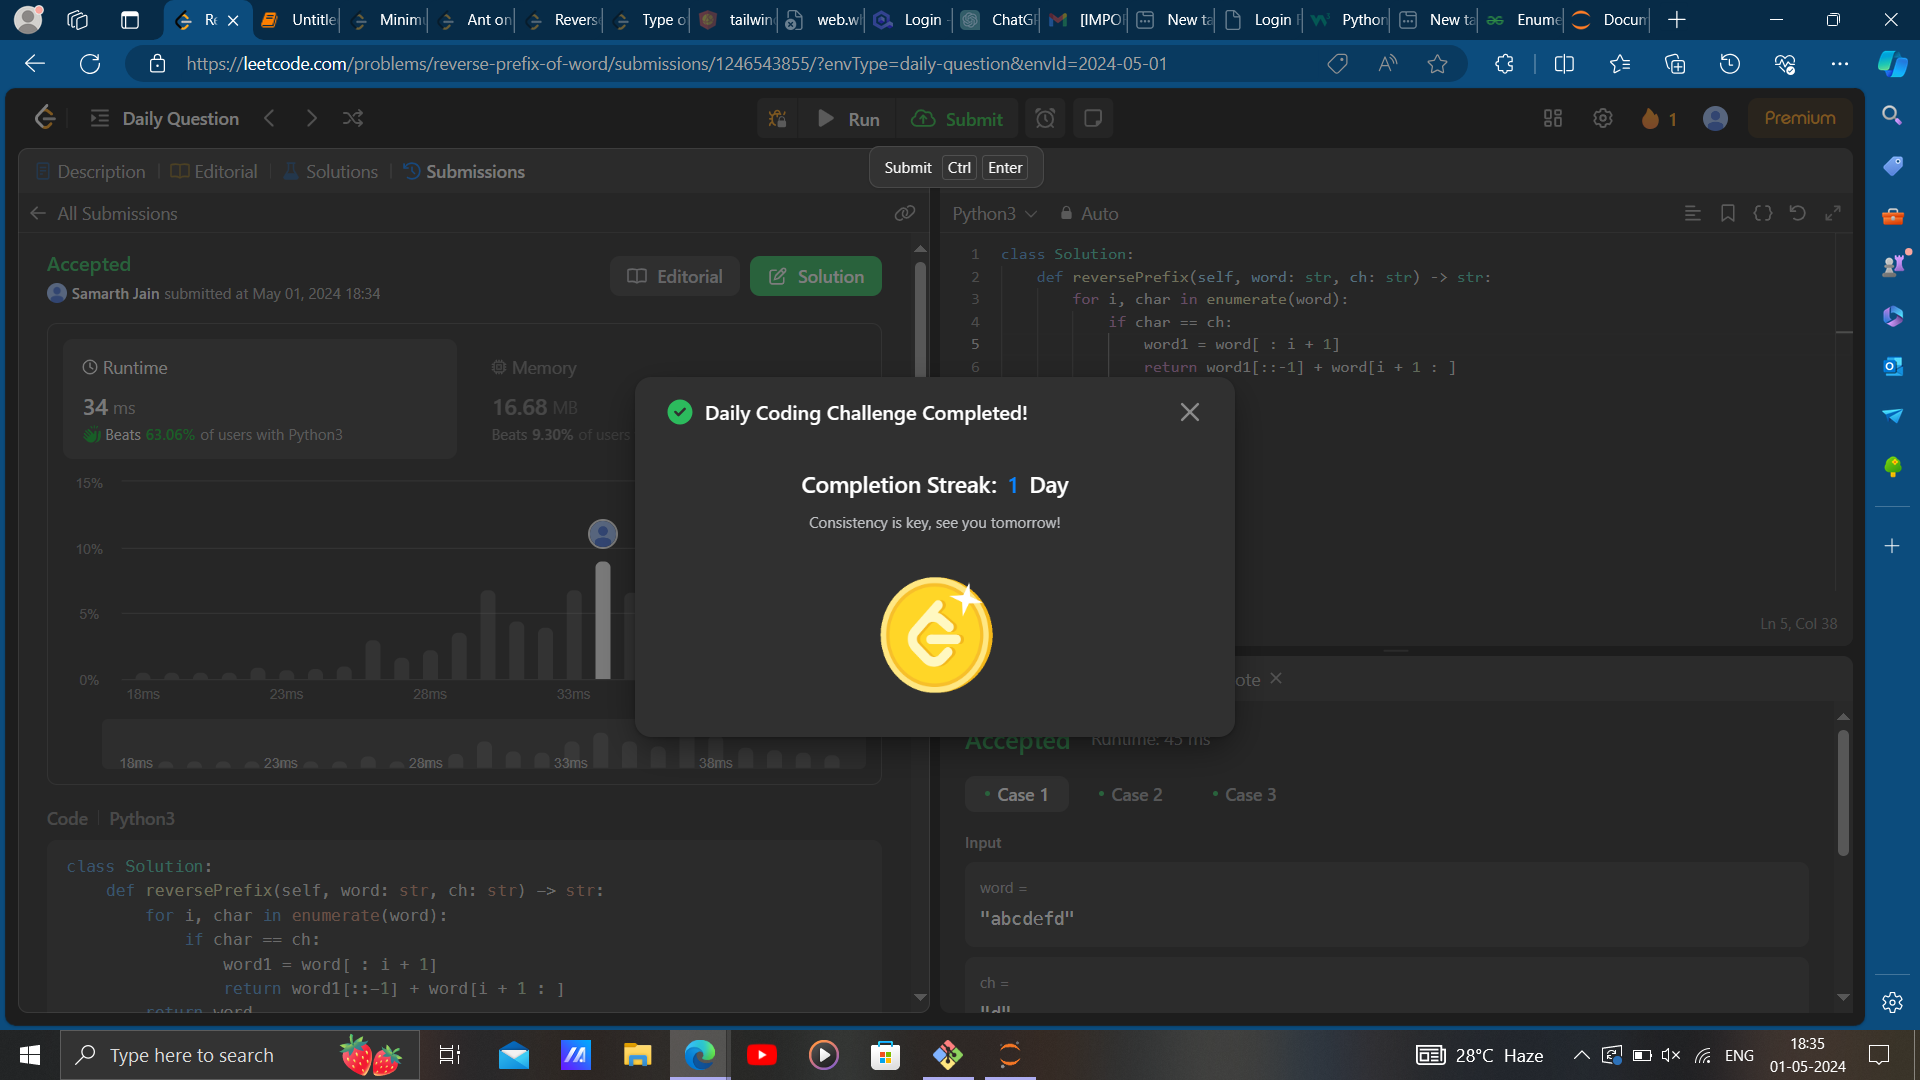 Re
Untitle
Minimu
Ant on
Revers
Type o
tailwin
web.wh
Login -
ChatGP
[IMPOR
New ta
Login P
Python
New ta
Enume
Docum
https://leetcode.com/problems/reverse-prefix-of-word/submissions/1246543855/?envType=daily-question&envId=2024-05-01
Daily Question
Run
Submit
1
Premium
Submit Ctrl Enter
Description
Editorial
Solutions
Submissions
All Submissions
Python3
Auto
Accepted
Samarth Jain submitted at May 01, 2024 18:34
Editorial
Solution
Runtime
34 ms
Beats 63.06% of users with Python3
Memory
16.68 MB
Beats 9.30% of users
15%
10%
5%
0%
18ms
23ms
28ms
33ms
18ms
23ms
28ms
33ms
38ms
Code
Python3
class Solution:
def reversePrefix(self, word: str, ch: str) -> str:
for i, char in enumerate(word):
if char == ch:
word1 = word[ : i + 1]
return word1[::-1] + word[i + 1 : ]
return word
1 class Solution:
2 def reversePrefix(self, word: str, ch: str) -> str:
3 for i, char in enumerate(word):
4 if char == ch:
5 word1 = word[ : i + 1]
6 return word1[::-1] + word[i + 1 : ]
Daily Coding Challenge Completed!
Completion Streak: 1 Day
Consistency is key, see you tomorrow!
Ln 5, Col 38
ote
Accepted
Runtime: 45 ms
Case 1
Case 2
Case 3
Input
word =
"abcdefd"
ch =
"d"
Type here to search
28°C Haze
ENG
18:35
01-05-2024